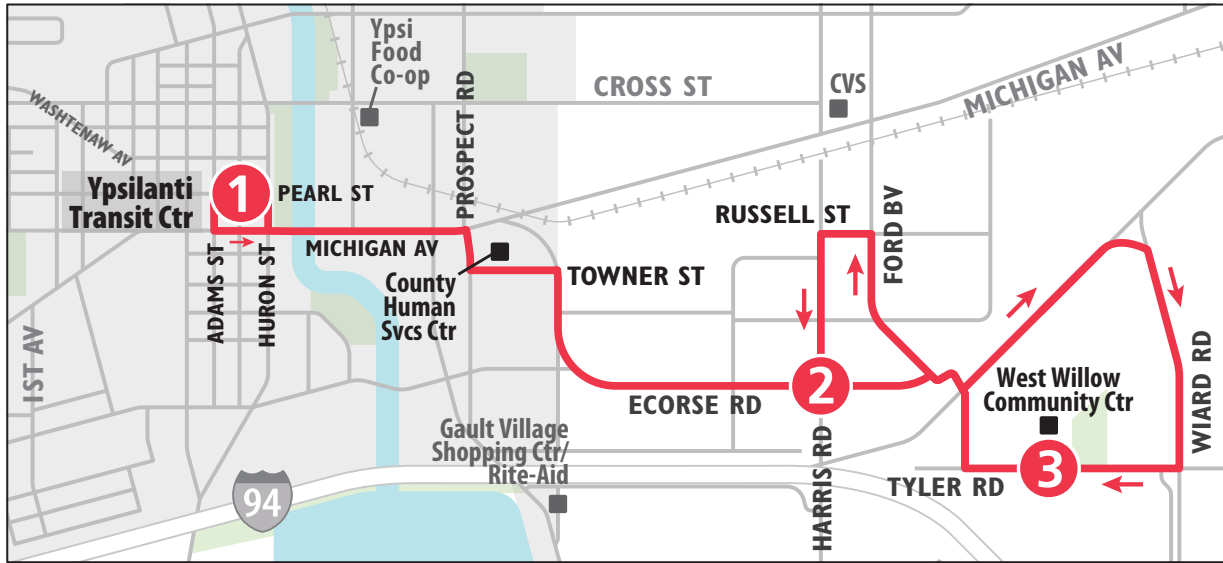 Ypsi
Food
Co-op
CROSS ST
CVS
MICHIGAN AV
WASHTENAW AV
PROSPECT RD
Ypsilanti
Transit Ctr
1
PEARL ST
MICHIGAN AV
ADAMS ST
HURON ST
County
Human
Svcs Ctr
TOWNER ST
RUSSELL ST
FORD BV
1ST AV
ECORSE RD
2
HARRIS RD
West Willow
Community Ctr
WIARD RD
3
TYLER RD
Gault Village
Shopping Ctr/
Rite-Aid
94